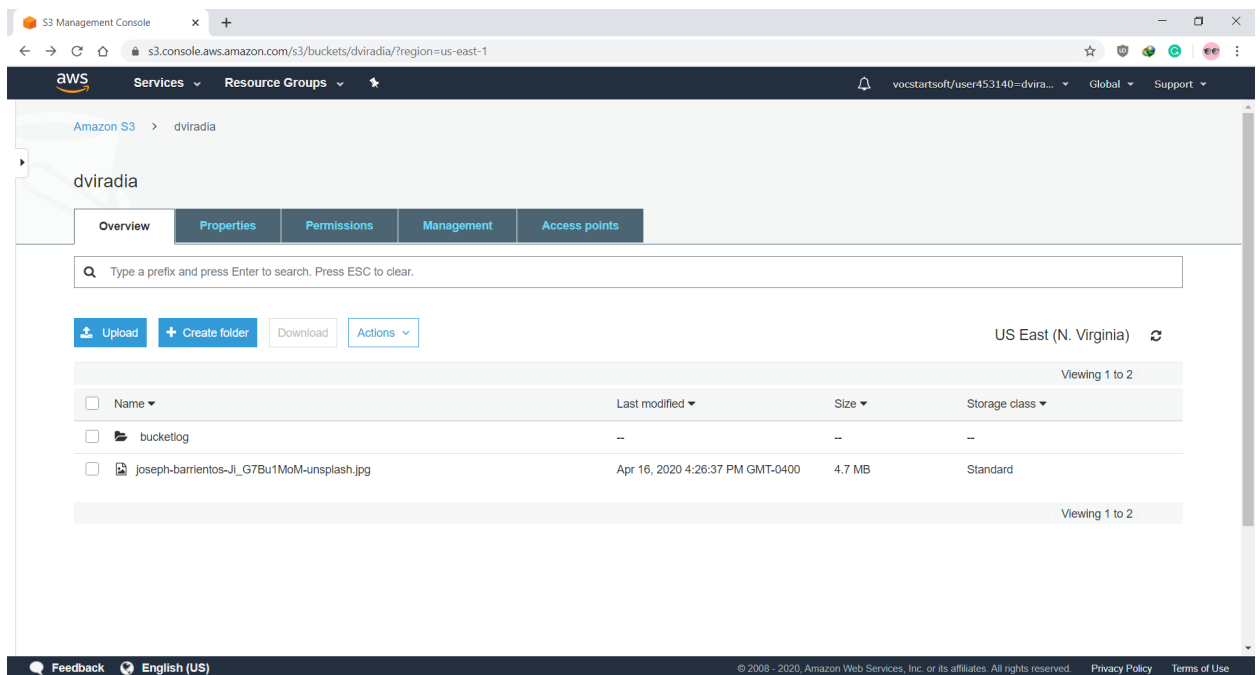 S3 Management Console
s3.console.aws.amazon.com/s3/buckets/dviradia/?region=us-east-1
aws Services Resource Groups vocstartsoft/user453140=dvira... Global Support
Amazon S3 > dviradia
dviradia
Overview Properties Permissions Management Access points
Type a prefix and press Enter to search. Press ESC to clear.
Upload + Create folder Download Actions US East (N. Virginia)
Viewing 1 to 2
Name Last modified Size Storage class
bucketlog -- -- --
joseph-barrientos-Ji_G7Bu1MoM-unsplash.jpg Apr 16, 2020 4:26:37 PM GMT-0400 4.7 MB Standard
Viewing 1 to 2
Feedback English (US) © 2008 - 2020, Amazon Web Services, Inc. or its affiliates. All rights reserved. Privacy Policy Terms of Use